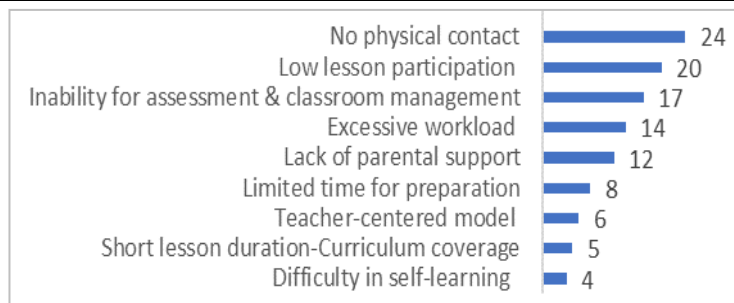 No physical contact 24
Low lesson participation 20
Inability for assessment & classroom management 17
Excessive workload 14
Lack of parental support 12
Limited time for preparation 8
Teacher-centered model 6
Short lesson duration-Curriculum coverage 5
Difficulty in self-learning 4